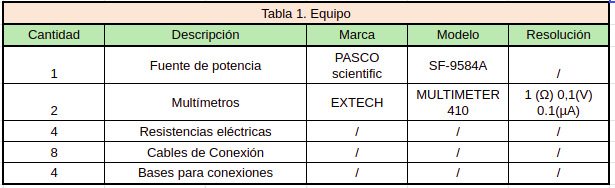 Tabla 1. Equipo
Cantidad Descripción Marca Modelo Resolución
1 Fuente de potencia PASCO scientific SF-9584A /
2 Multímetros EXTECH MULTIMETER 410 1 (Ω) 0,1(V) 0.1(µA)
4 Resistencias eléctricas / / /
8 Cables de Conexión / / /
4 Bases para conexiones / / /